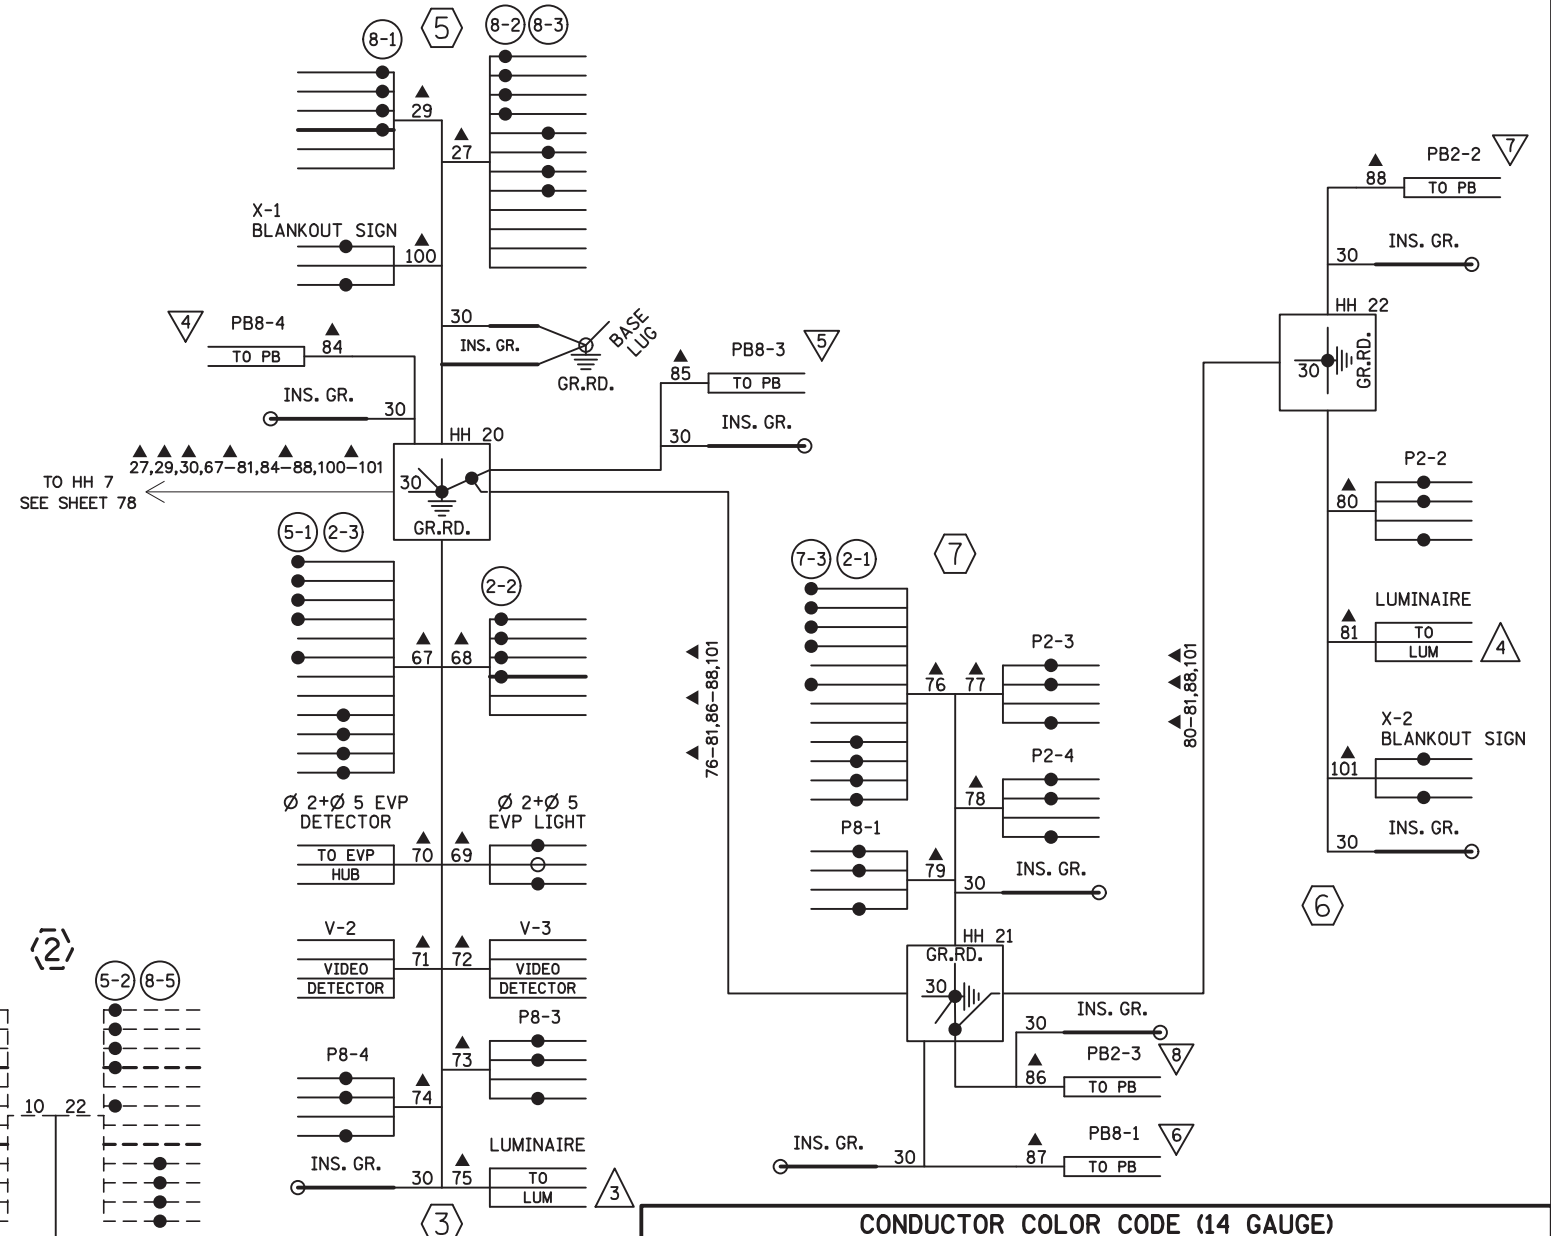 8-1
5
8-2 8-3
29
27
X-1
BLANKOUT SIGN
100
4
PB8-4
84
TO PB
INS. GR.
30
30
INS. GR.
BASE
LUG
GR.RD.
PB8-3
5
85
TO PB
INS. GR.
30
HH 20
27,29,30,67-81,84-88,100-101
TO HH 7
SEE SHEET 78
30
GR.RD.
5-1 2-3
2-2
67 68
Ø 2+Ø 5 EVP
DETECTOR
Ø 2+Ø 5
EVP LIGHT
TO EVP
HUB
70 69
V-2
V-3
71 72
VIDEO
DETECTOR
VIDEO
DETECTOR
P8-3
73
P8-4
74
LUMINAIRE
INS. GR.
30 75
TO
LUM
3
3
2
5-2 8-5
10 22
76-81,86-88,101
7-3 2-1
7
76 77
P2-3
P2-4
78
P8-1
79
INS. GR.
30
HH 21
GR.RD.
30
INS. GR.
30
PB2-3
8
86
TO PB
PB8-1
6
INS. GR.
30
87
TO PB
80-81,88,101
PB2-2
7
88
TO PB
INS. GR.
30
HH 22
30
GR.RD.
P2-2
80
LUMINAIRE
81
TO
LUM
4
X-2
BLANKOUT SIGN
101
INS. GR.
30
6
CONDUCTOR COLOR CODE (14 GAUGE)